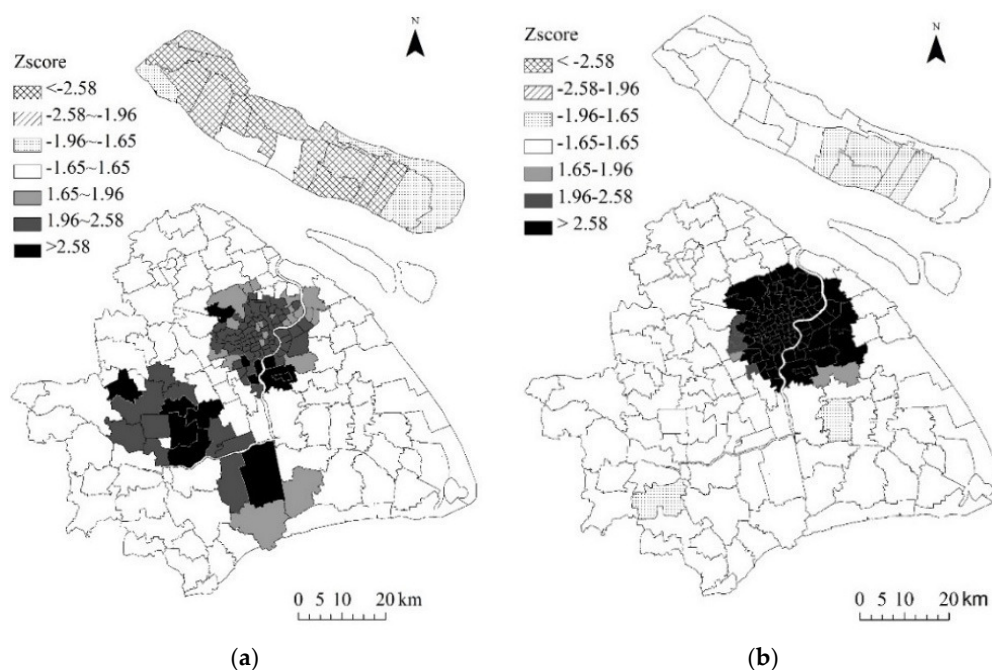 N
Zscore
<-2.58
-2.58~-1.96
-1.96~-1.65
-1.65~1.65
1.65~1.96
1.96~2.58
>2.58
0 5 10 20 km
(a)
N
Zscore
< -2.58
-2.58-1.96
-1.96-1.65
-1.65-1.65
1.65-1.96
1.96-2.58
> 2.58
0 5 10 20 km
(b)